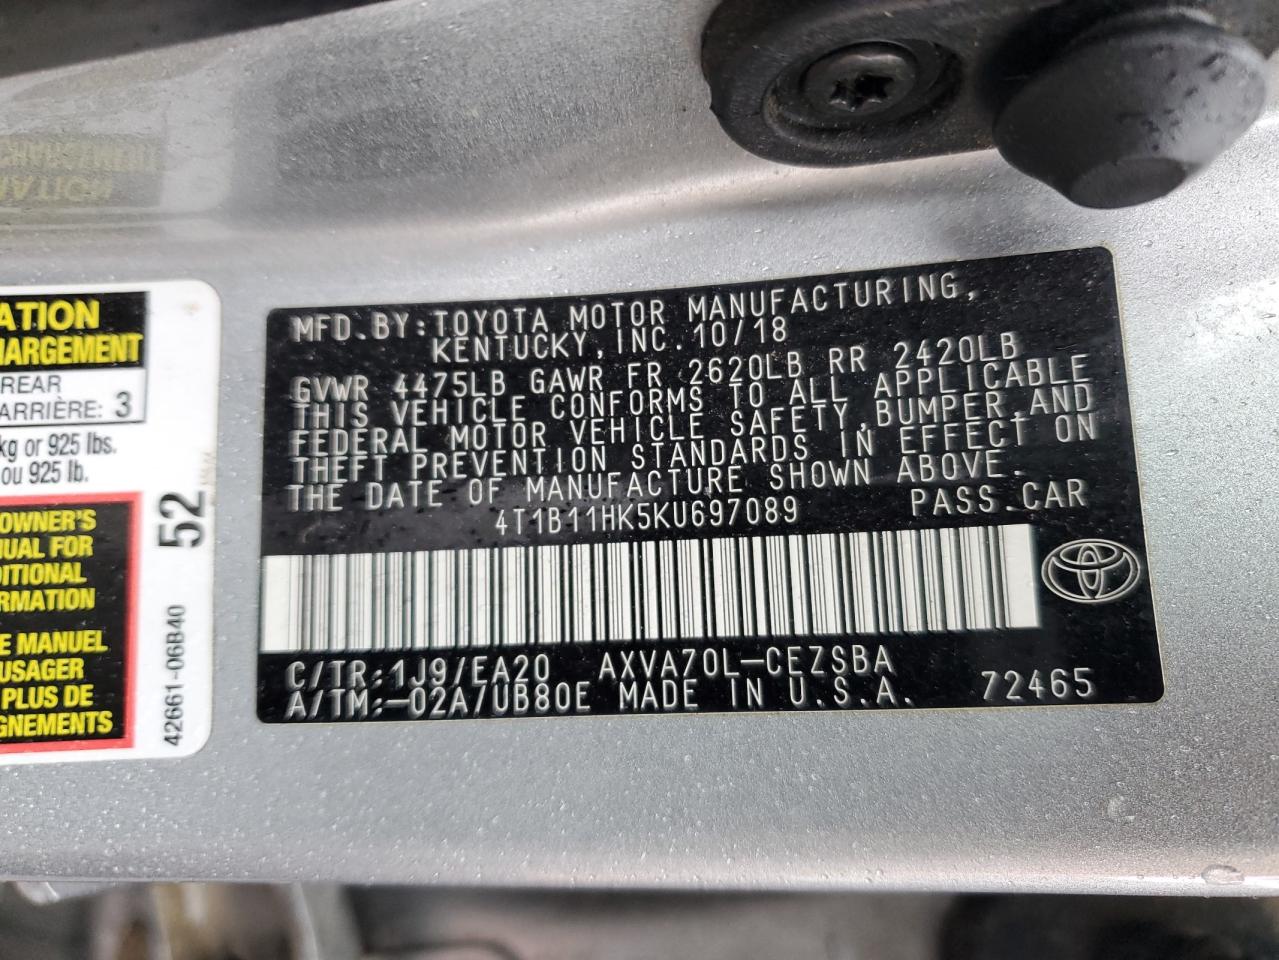 ATION
HARGEMENT
REAR
ARRIÈRE: 3
kg or 925 lbs.
ou 925 lb.
OWNER'S
NUAL FOR
DITIONAL
RMATION
E MANUEL
USAGER
PLUS DE
GNEMENTS
52
42661-06B40
MFD.BY:TOYOTA MOTOR MANUFACTURING,
KENTUCKY,INC.10/18
GVWR 4475LB GAWR FR 2620LB RR 2420LB
THIS VEHICLE CONFORMS TO ALL APPLICABLE
FEDERAL MOTOR VEHICLE SAFETY,BUMPER,AND
THEFT PREVENTION STANDARDS IN EFFECT ON
THE DATE OF MANUFACTURE SHOWN ABOVE.
4T1B11HK5KU697089 PASS.CAR
C/TR:1J9/EA20 AXVA70L-CEZSBA
A/TM:-02A/UB80E MADE IN U.S.A. 72465